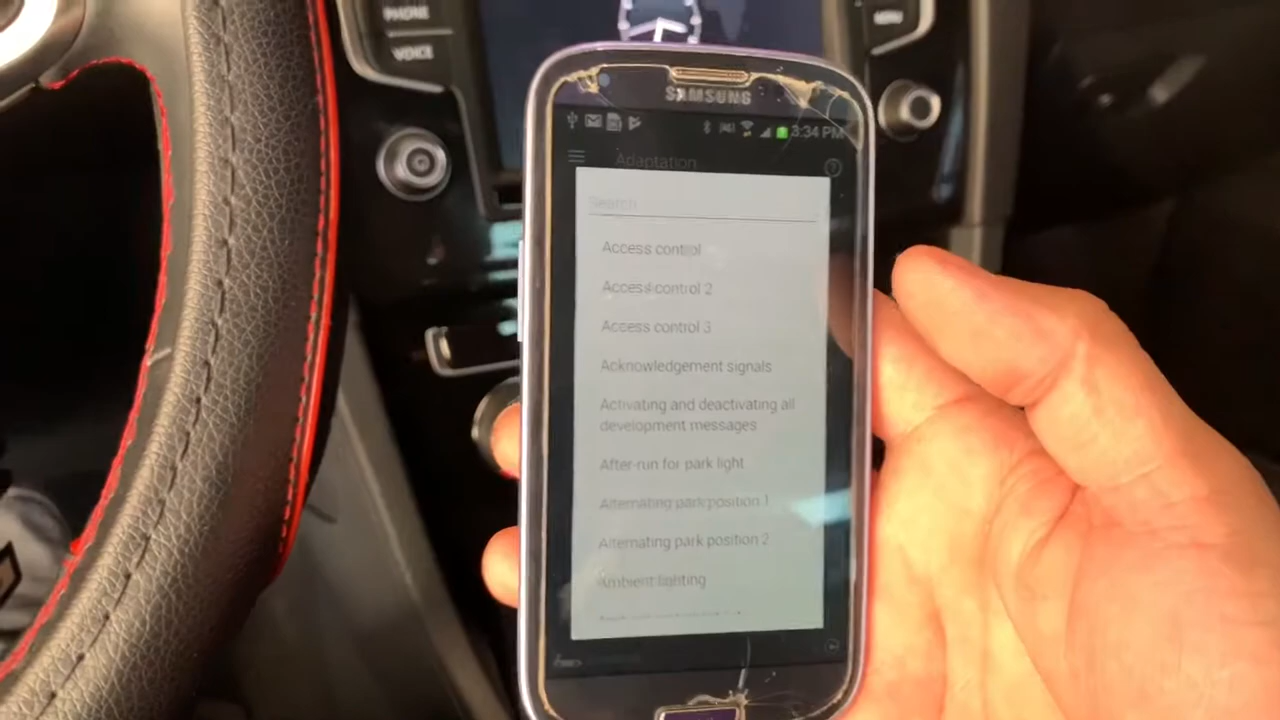 PHONE
VOICE
MENU
SAMSUNG
3:34 PM
Adaptation
Search
Access control
Access control 2
Access control 3
Acknowledgement signals
Activating and deactivating all
development messages
After-run for park light
Alternating park position 1
Alternating park position 2
Ambient lighting